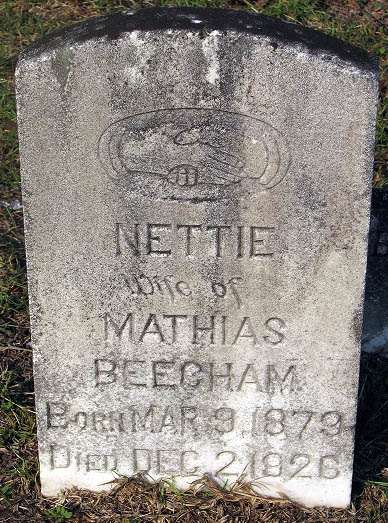 NETTIE
Wife of
MATHIAS
BEECHAM
BORN MAR. 9, 1879
DIED DEC. 2, 1926